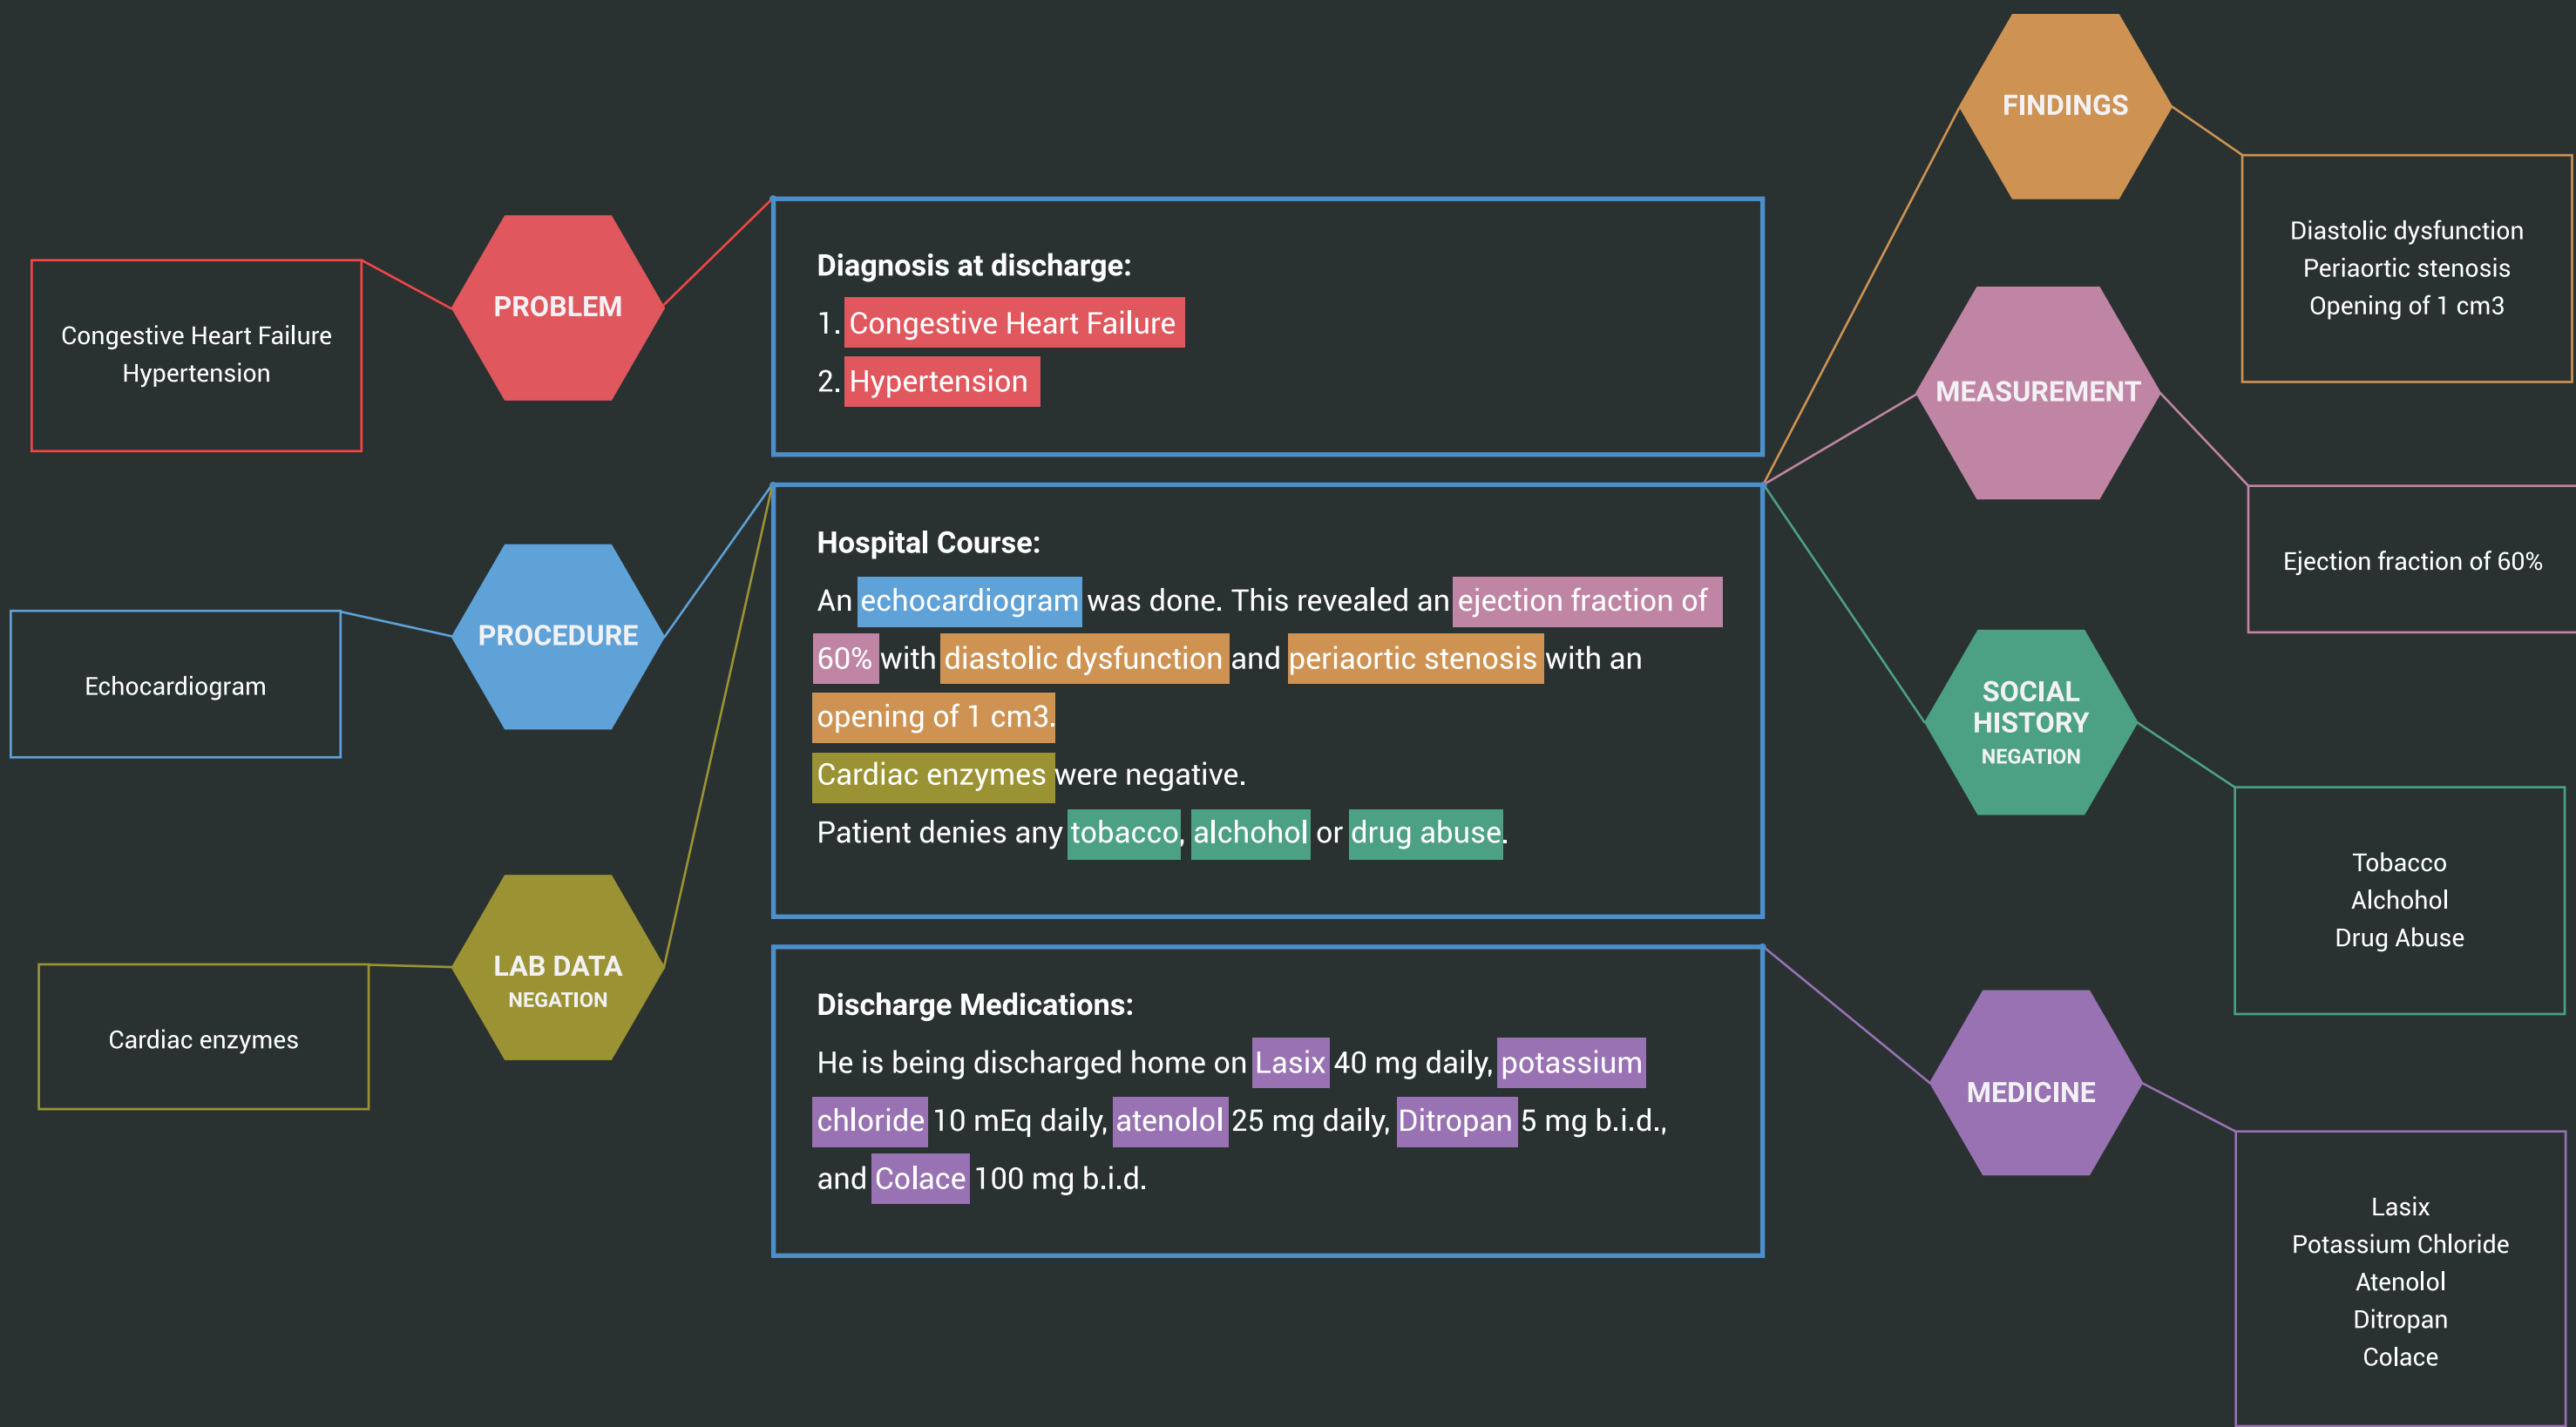 PROBLEM
Congestive Heart Failure
Hypertension
PROCEDURE
Echocardiogram
LAB DATA
NEGATION
Cardiac enzymes
Diagnosis at discharge:
1. Congestive Heart Failure
2. Hypertension
Hospital Course:
An echocardiogram was done. This revealed an ejection fraction of
60% with diastolic dysfunction and periaortic stenosis with an
opening of 1 cm3.
Cardiac enzymes were negative.
Patient denies any tobacco, alchohol or drug abuse.
Discharge Medications:
He is being discharged home on Lasix 40 mg daily, potassium
chloride 10 mEq daily, atenolol 25 mg daily, Ditropan 5 mg b.i.d.,
and Colace 100 mg b.i.d.
FINDINGS
Diastolic dysfunction
Periaortic stenosis
Opening of 1 cm3
MEASUREMENT
Ejection fraction of 60%
SOCIAL
HISTORY
NEGATION
Tobacco
Alchohol
Drug Abuse
MEDICINE
Lasix
Potassium Chloride
Atenolol
Ditropan
Colace